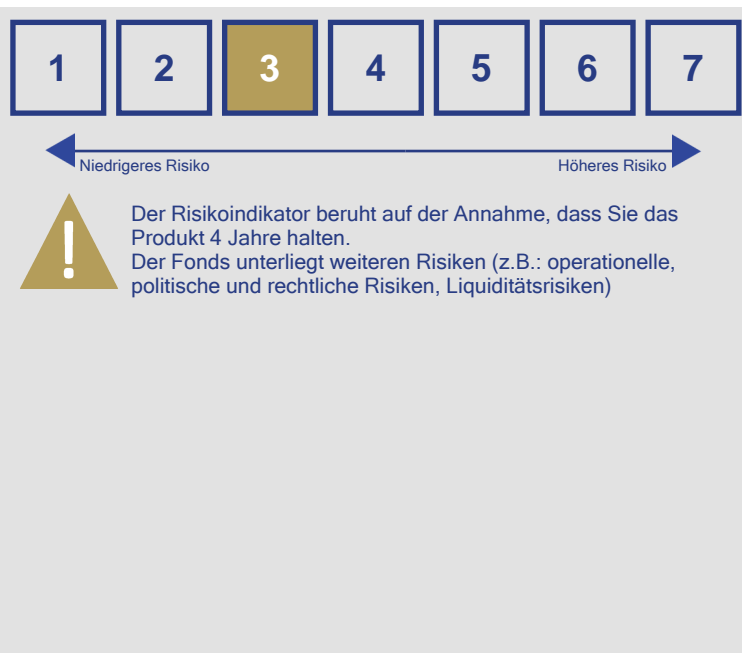 1 2 3 4 5 6 7
Niedrigeres Risiko Höheres Risiko
Der Risikoindikator beruht auf der Annahme, dass Sie das
Produkt 4 Jahre halten.
Der Fonds unterliegt weiteren Risiken (z.B.: operationelle,
politische und rechtliche Risiken, Liquiditätsrisiken)